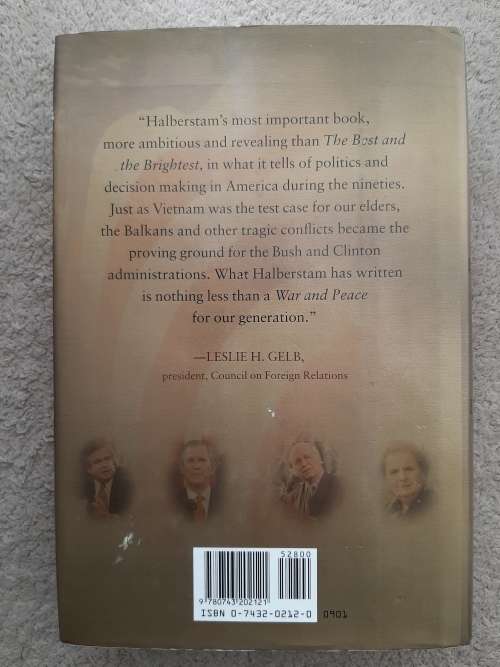 “Halberstam’s most important book,
more ambitious and revealing than The Best and
the Brightest, in what it tells of politics and
decision making in America during the nineties.
Just as Vietnam was the test case for our elders,
the Balkans and other tragic conflicts became the
proving ground for the Bush and Clinton
administrations. What Halberstam has written
is nothing less than a War and Peace
for our generation.”
—LESLIE H. GELB,
president, Council on Foreign Relations
52800
9 780743 202121
ISBN 0-7432-0212-0 0901